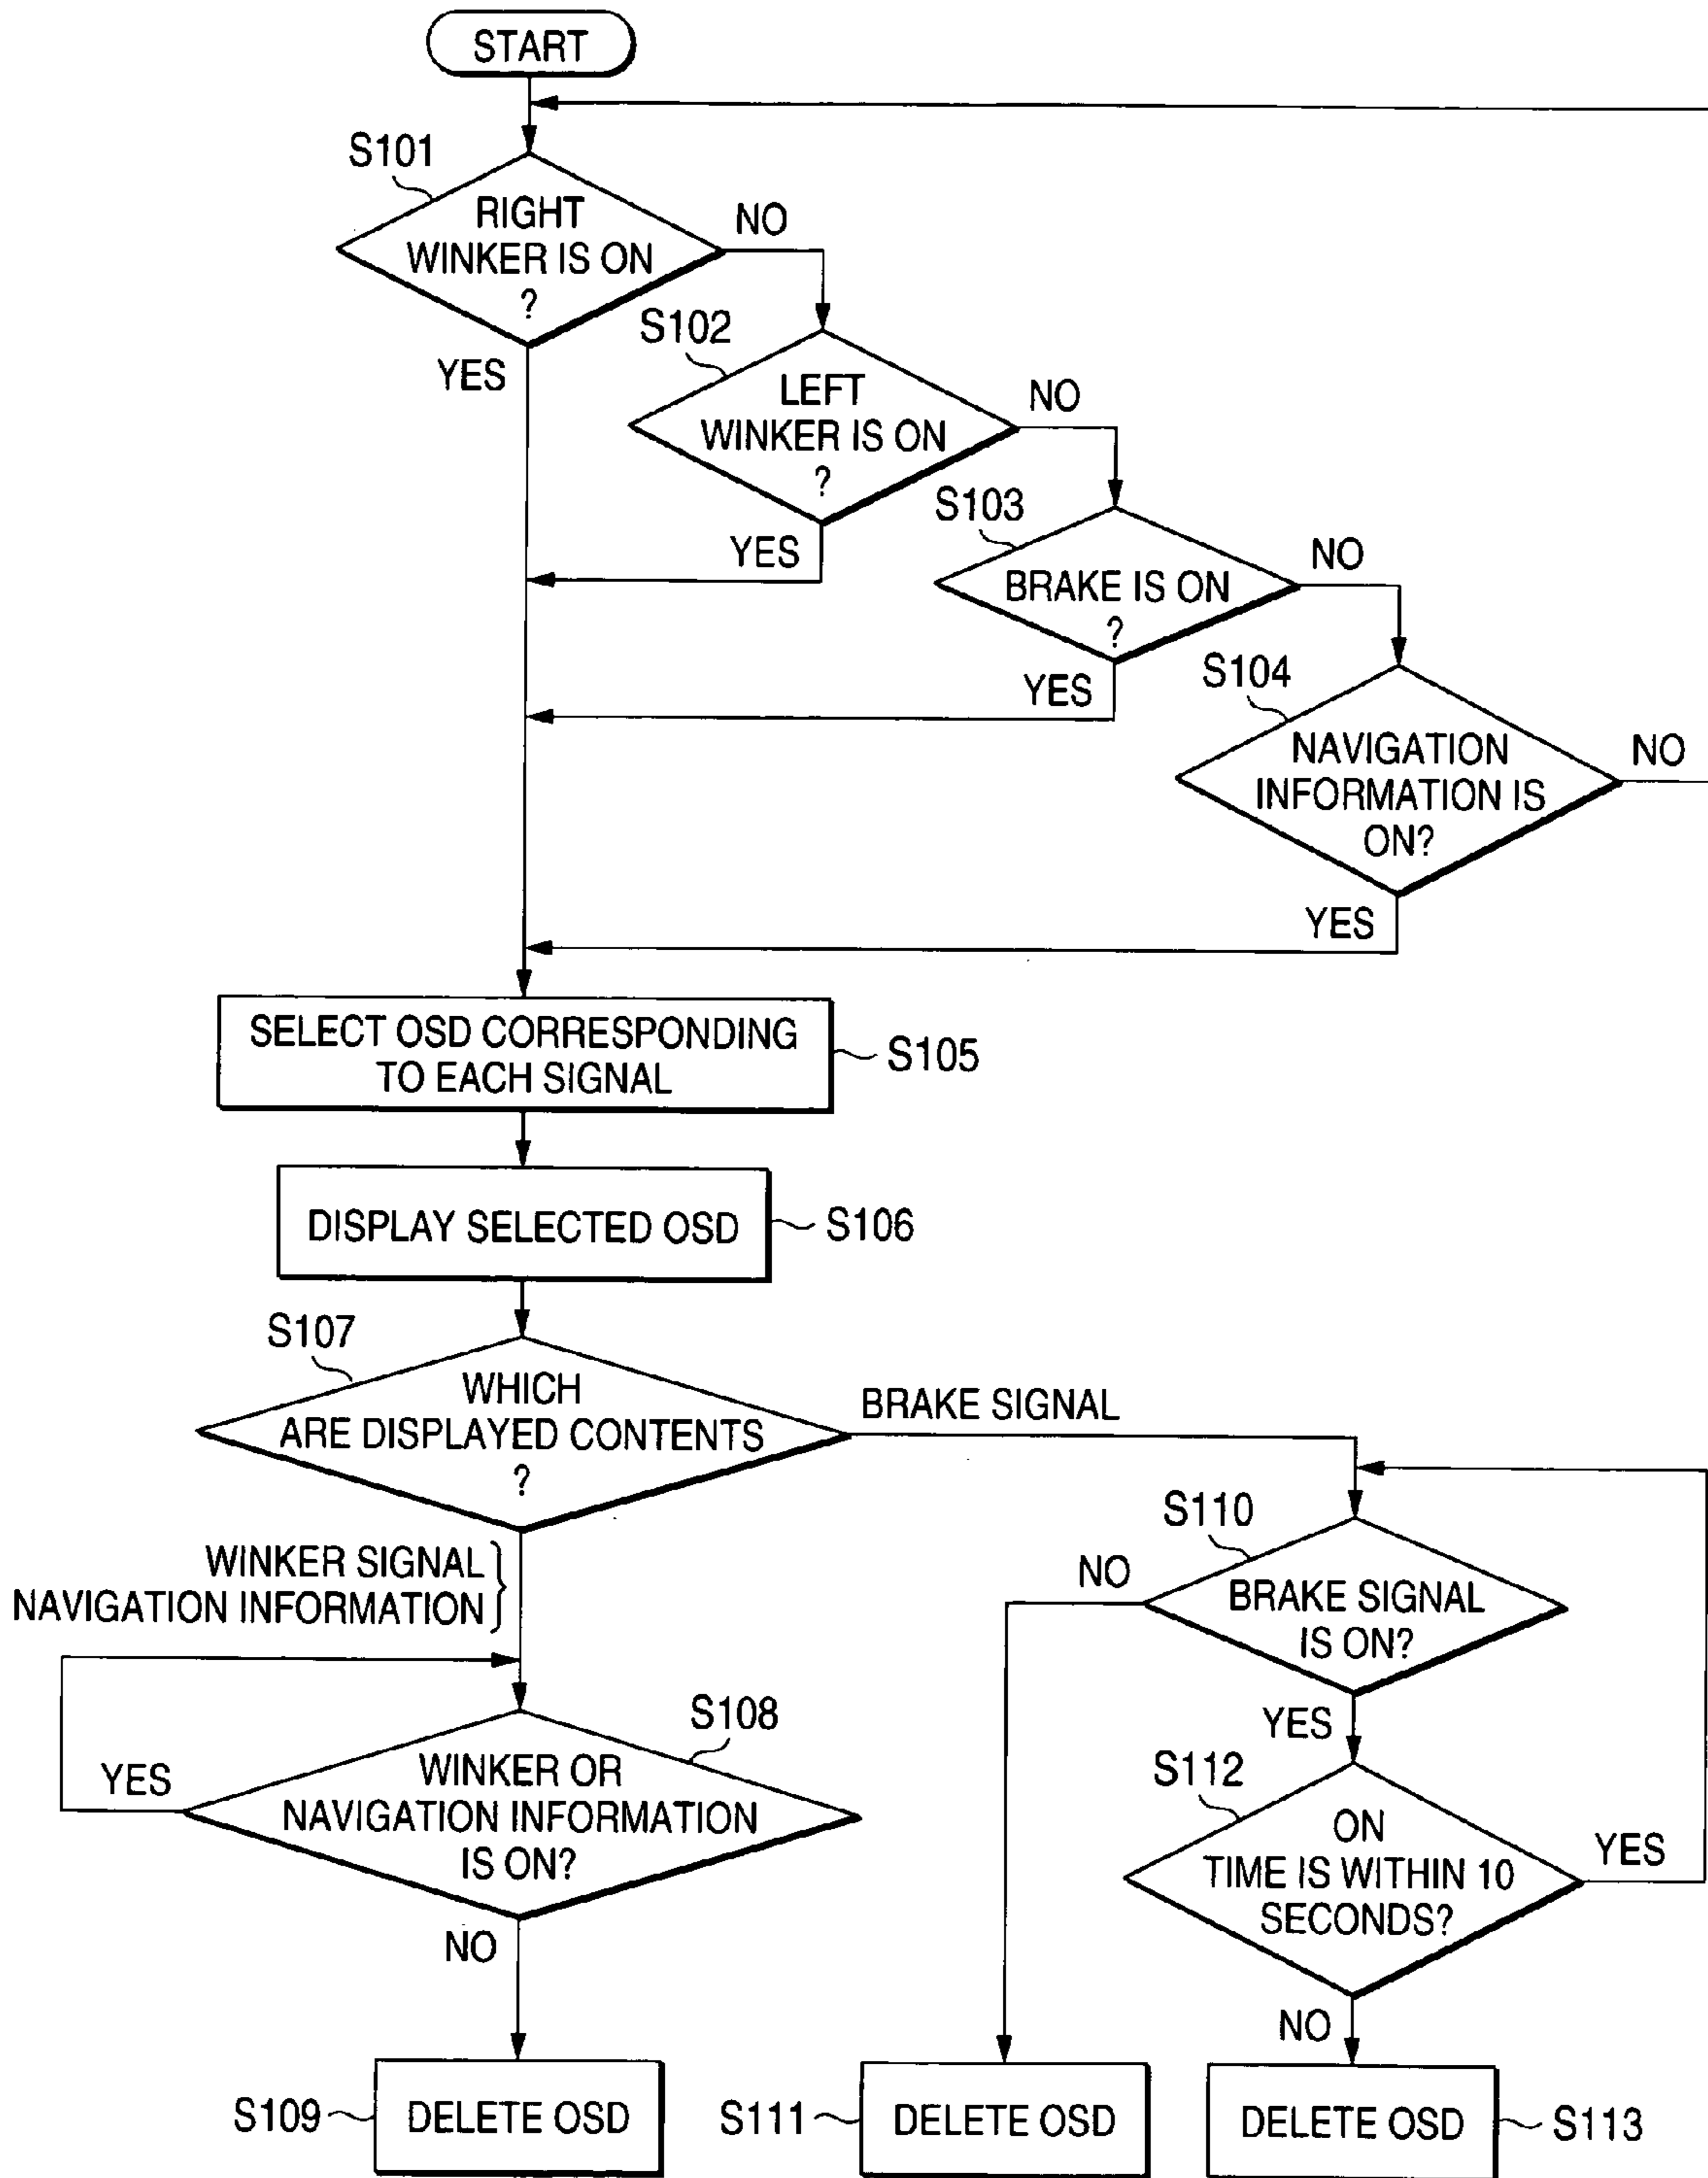 START
S101
RIGHT
WINKER IS ON
?
NO
YES
S102
LEFT
WINKER IS ON
?
NO
YES
S103
BRAKE IS ON
?
NO
YES
S104
NAVIGATION
INFORMATION IS
ON?
NO
YES
SELECT OSD CORRESPONDING
TO EACH SIGNAL
S105
DISPLAY SELECTED OSD
S106
S107
WHICH
ARE DISPLAYED CONTENTS
?
BRAKE SIGNAL
WINKER SIGNAL
NAVIGATION INFORMATION
S108
WINKER OR
NAVIGATION INFORMATION
IS ON?
YES
NO
S110
BRAKE SIGNAL
IS ON?
NO
YES
S112
ON
TIME IS WITHIN 10
SECONDS?
YES
NO
S109
DELETE OSD
S111
DELETE OSD
DELETE OSD
S113